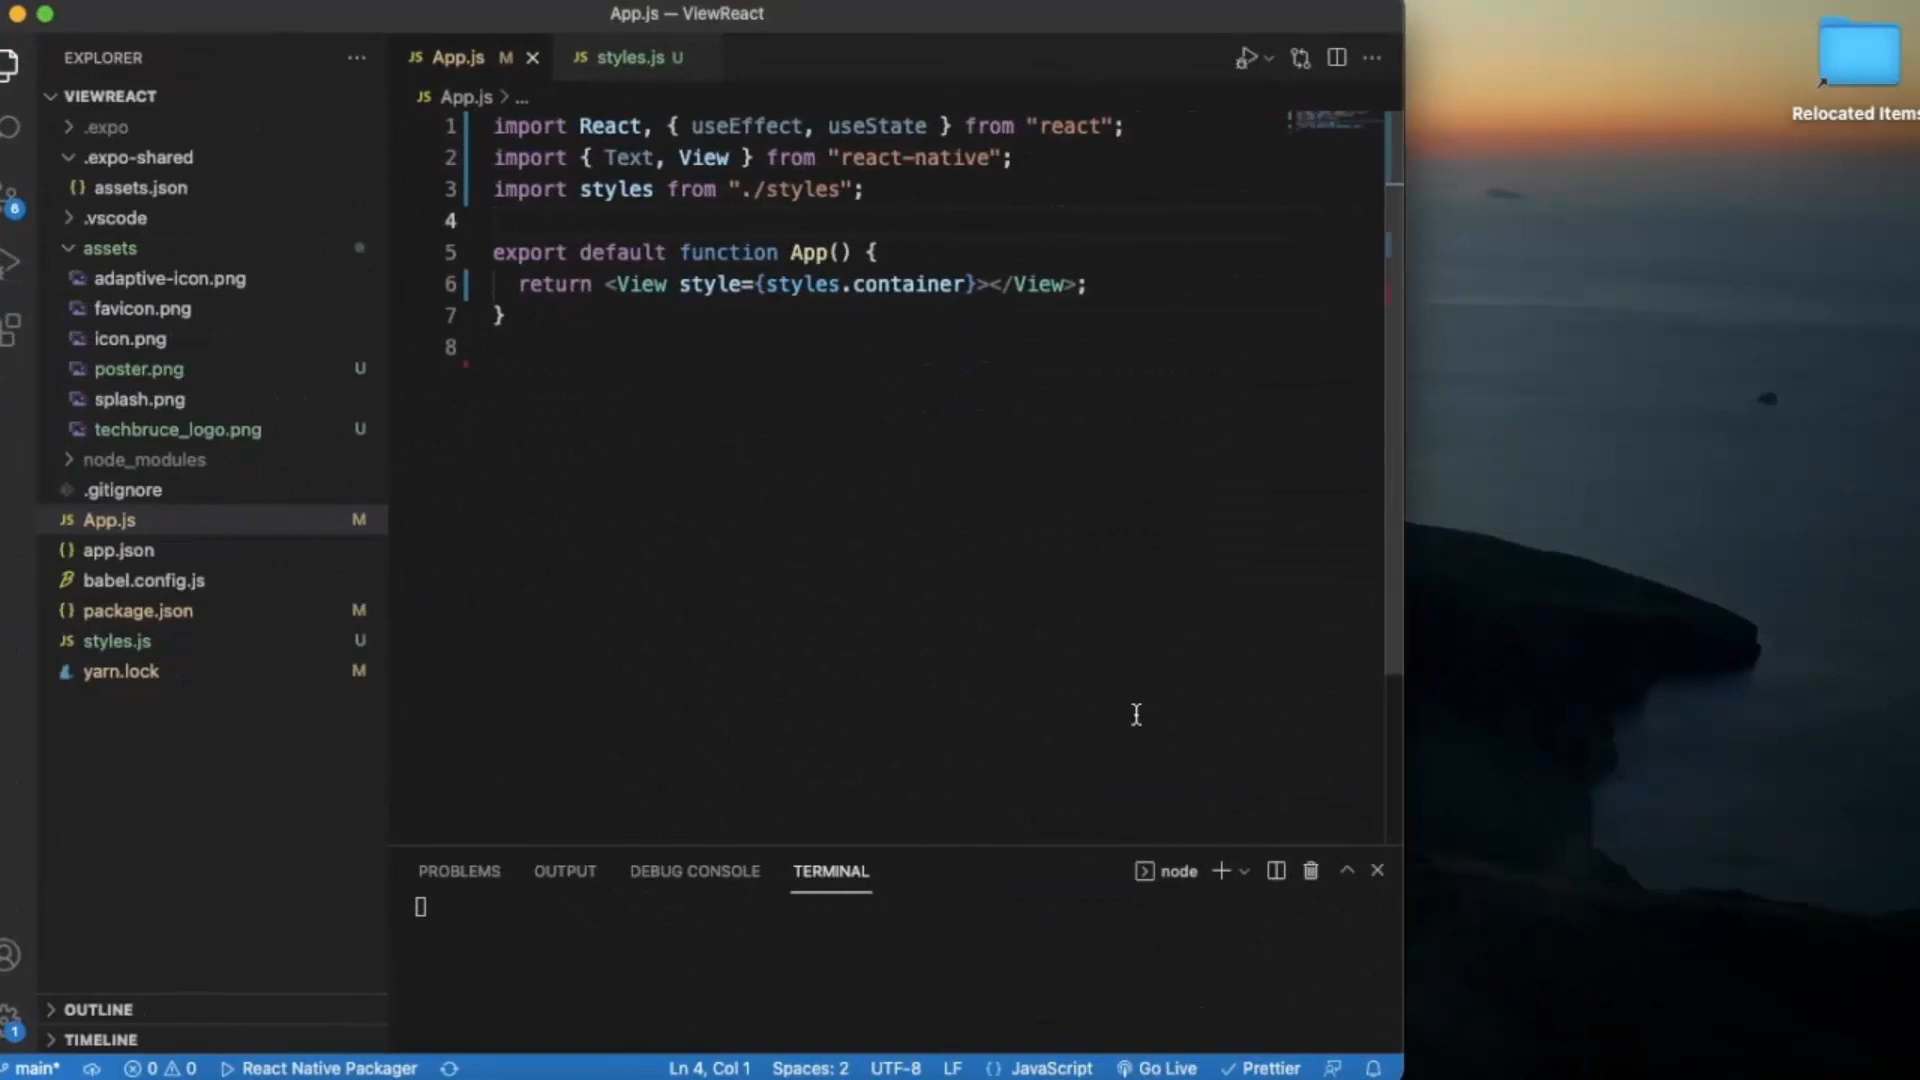 App.js — ViewReact
EXPLORER
VIEWREACT
.expo
.expo-shared
assets.json
.vscode
assets
adaptive-icon.png
favicon.png
icon.png
poster.png U
splash.png
techbruce_logo.png U
node_modules
.gitignore
JS App.js M
app.json
babel.config.js
package.json M
JS styles.js U
yarn.lock M
OUTLINE
TIMELINE
6
1
JS App.js M
JS styles.js U
JS App.js > ...
1 import React, { useEffect, useState } from "react";
2 import { Text, View } from "react-native";
3 import styles from "./styles";
4
5 export default function App() {
6 return <View style={styles.container}></View>;
7 }
8
PROBLEMS OUTPUT DEBUG CONSOLE TERMINAL
node
main* 0 0 React Native Packager
Ln 4, Col 1 Spaces: 2 UTF-8 LF {} JavaScript Go Live Prettier
Relocated Items